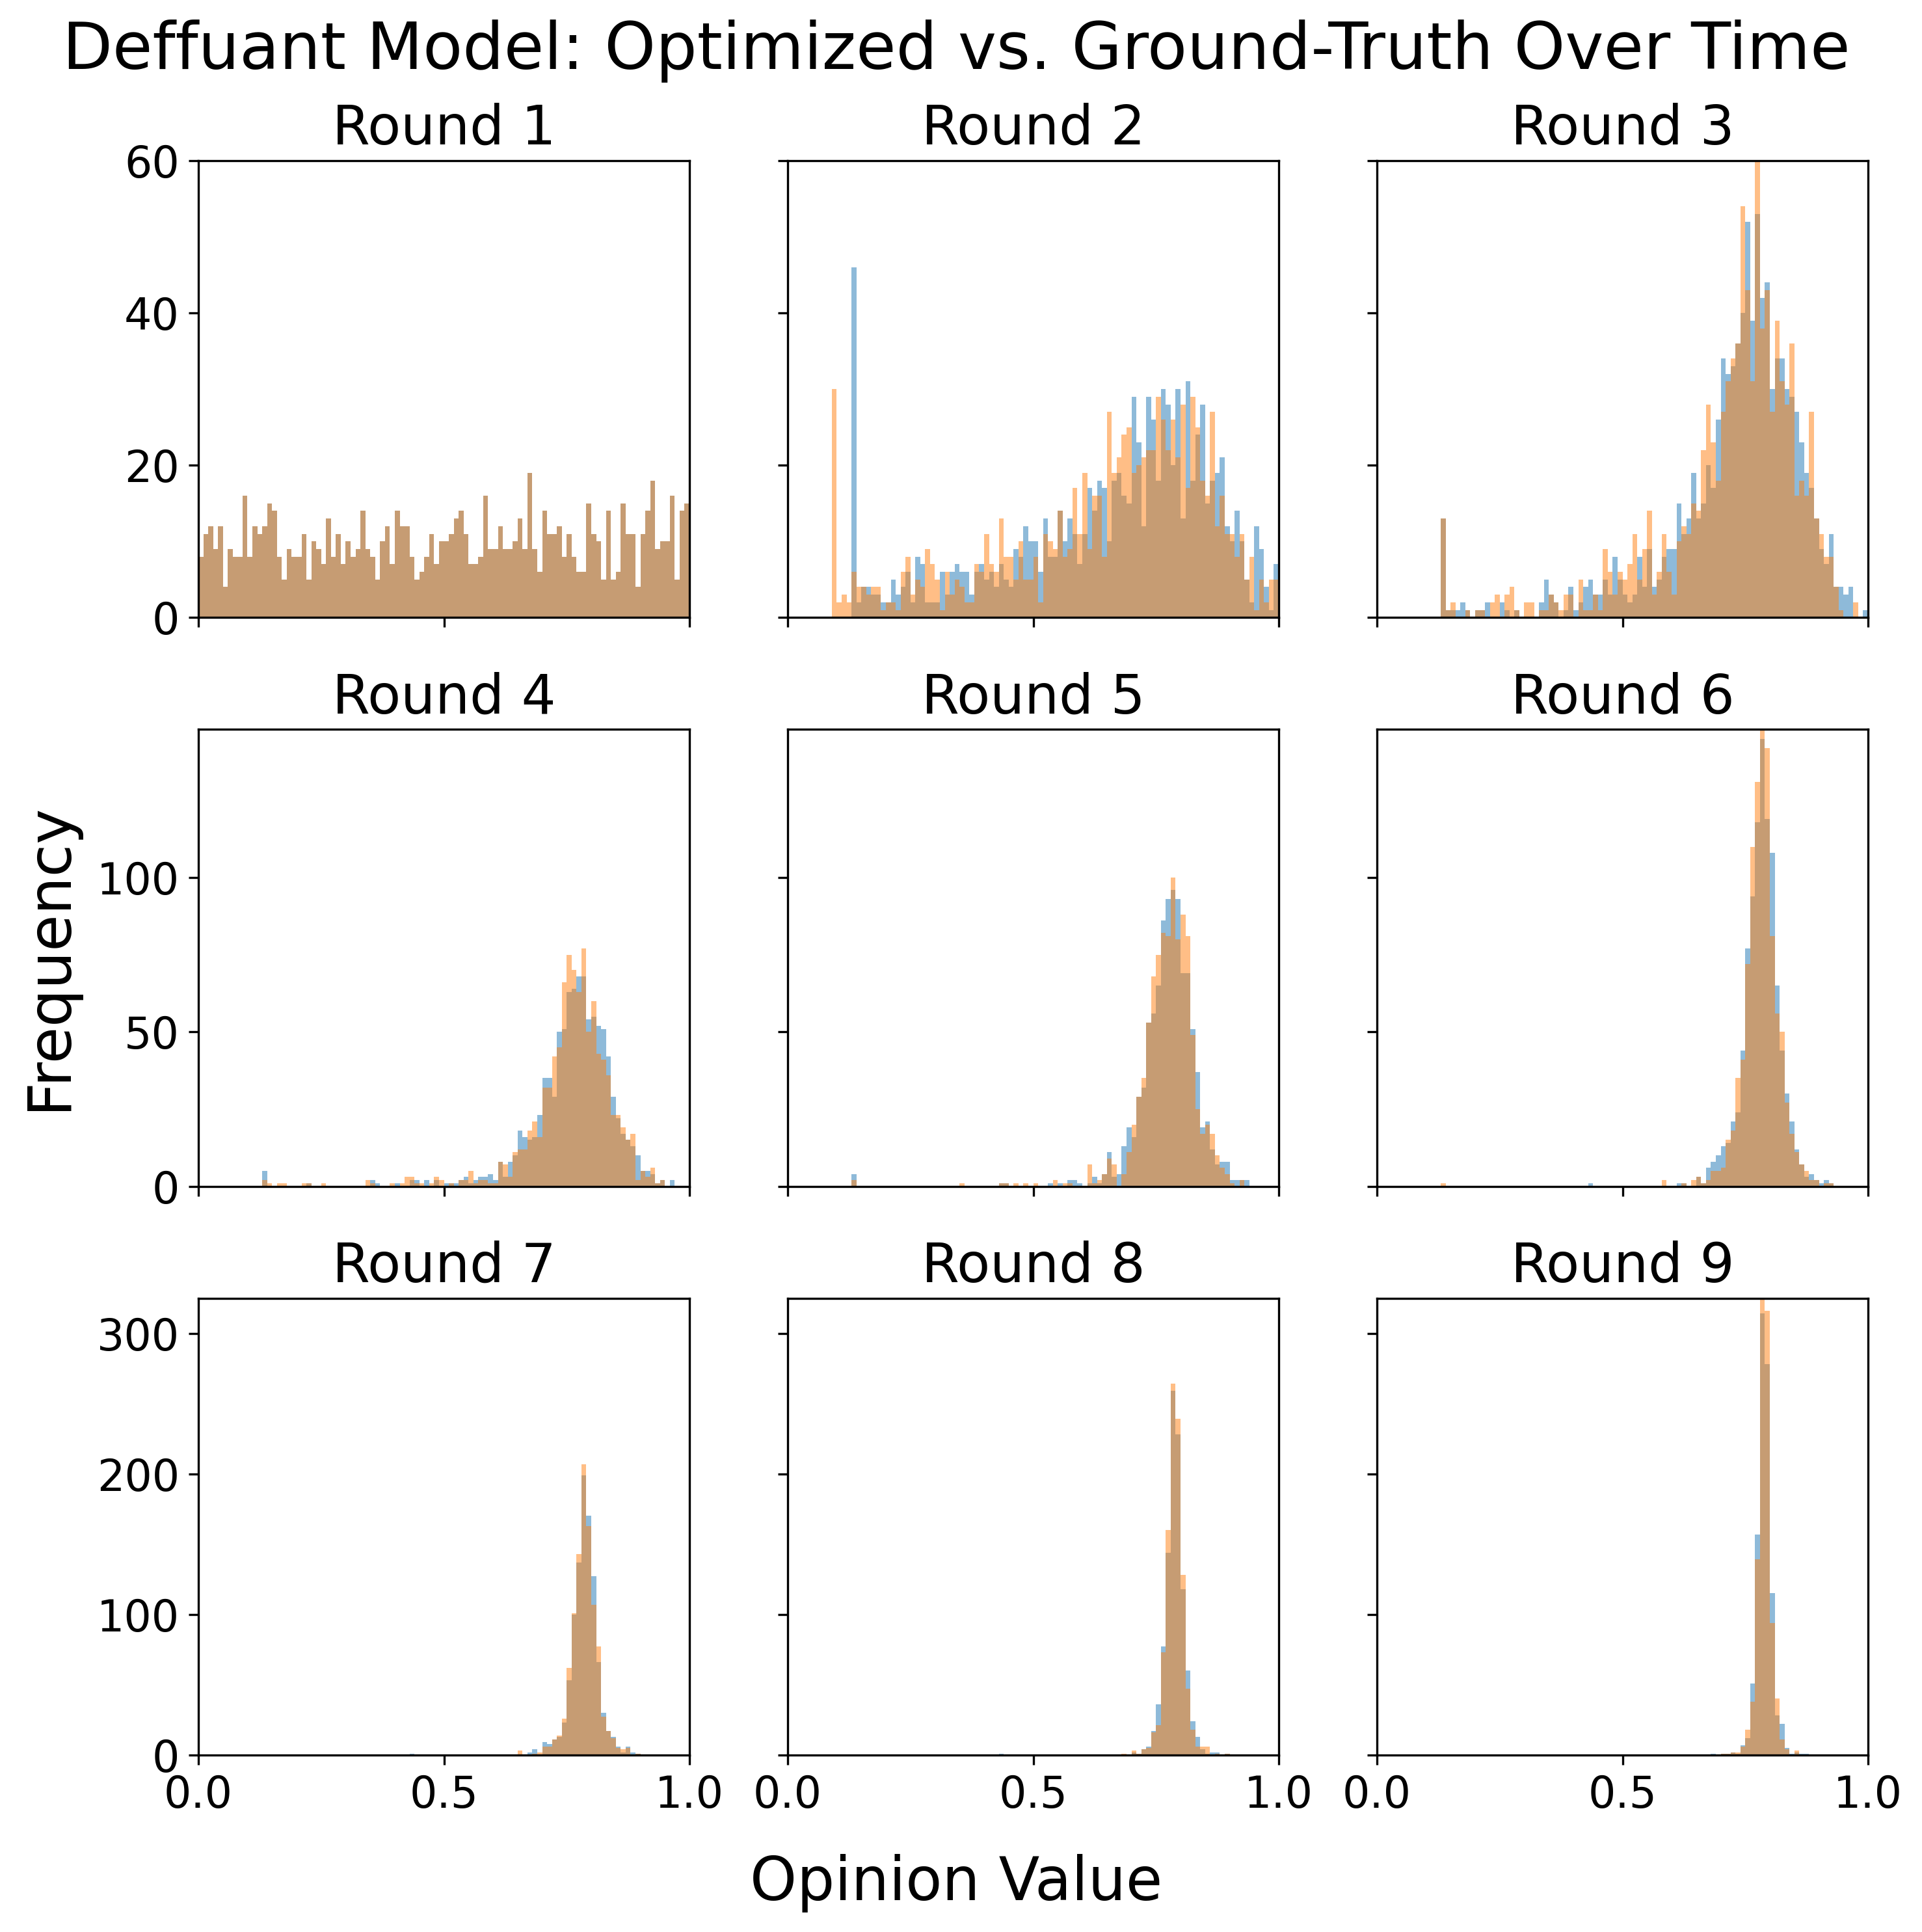 Deffuant Model: Optimized vs. Ground-Truth Over Time
Round 1
Round 2
Round 3
60
40
20
0
Round 4
Round 5
Round 6
100
50
0
Frequency
Round 7
Round 8
Round 9
300
200
100
0
0.0 0.5 1.0
0.0 0.5 1.0
0.0 0.5 1.0
Opinion Value